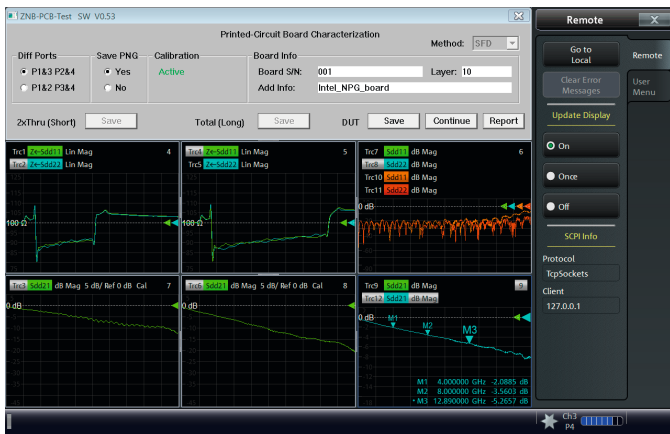 ZNB-PCB-Test SW V0.53
Printed-Circuit Board Characterization
Method: SFD
Diff Ports Save PNG Calibration Board Info
P1&3 P2&4 Yes Active Board S/N: 001 Layer: 10
P1&2 P3&4 No Add Info: Intel_NPG_board
2xThru (Short) Save Total (Long) Save DUT Save Continue Report
Trc1 Ze-Sdd11 Lin Mag 4
Trc2 Ze-Sdd22 Lin Mag
100 Ω
Trc4 Ze-Sdd11 Lin Mag 5
Trc5 Ze-Sdd22 Lin Mag
100 Ω
Trc7 Sdd11 dB Mag 6
Trc8 Sdd22 dB Mag
Trc10 Sdd11 dB Mag
Trc11 Sdd22 dB Mag
0 dB
Trc3 Sdd21 dB Mag 5 dB/ Ref 0 dB Cal 7
0 dB
Trc6 Sdd21 dB Mag 5 dB/ Ref 0 dB Cal 8
0 dB
Trc9 Sdd21 dB Mag 9
Trc12 Sdd21 dB Mag
0 dB
M1
M2
M3
M1 4.000000 GHz -2.0885 dB
M2 8.000000 GHz -3.5603 dB
• M3 12.890000 GHz -5.2657 dB
Remote X
Go to
Local
Remote
Clear Error
Messages
User
Menu
Update Display
On
Once
Off
SCPI Info
Protocol
TcpSockets
Client
127.0.0.1
Ch3
P4